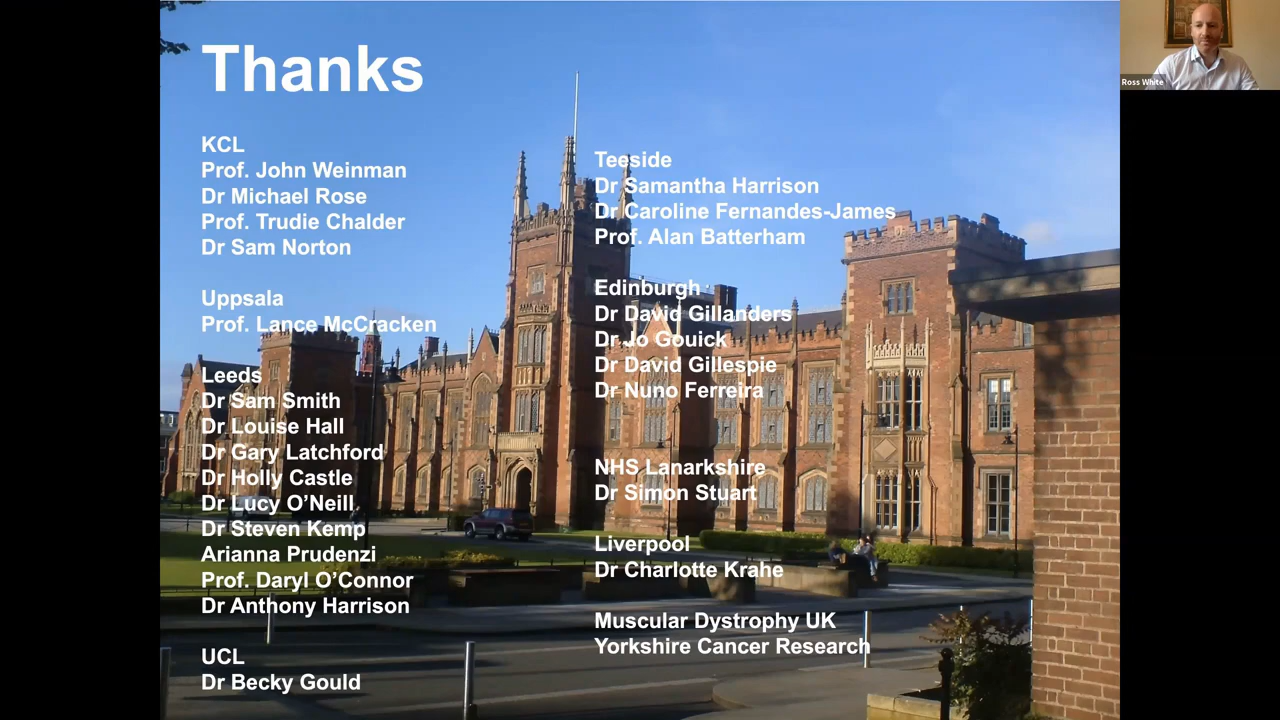 Thanks
KCL
Prof. John Weinman
Dr Michael Rose
Prof. Trudie Chalder
Dr Sam Norton
Uppsala
Prof. Lance McCracken
Leeds
Dr Sam Smith
Dr Louise Hall
Dr Gary Latchford
Dr Holly Castle
Dr Lucy O’Neill
Dr Steven Kemp
Arianna Prudenzi
Prof. Daryl O’Connor
Dr Anthony Harrison
UCL
Dr Becky Gould
Teeside
Dr Samantha Harrison
Dr Caroline Fernandes-James
Prof. Alan Batterham
Edinburgh
Dr David Gillanders
Dr Jo Gouick
Dr David Gillespie
Dr Nuno Ferreira
NHS Lanarkshire
Dr Simon Stuart
Liverpool
Dr Charlotte Krahe
Muscular Dystrophy UK
Yorkshire Cancer Research
Ross White